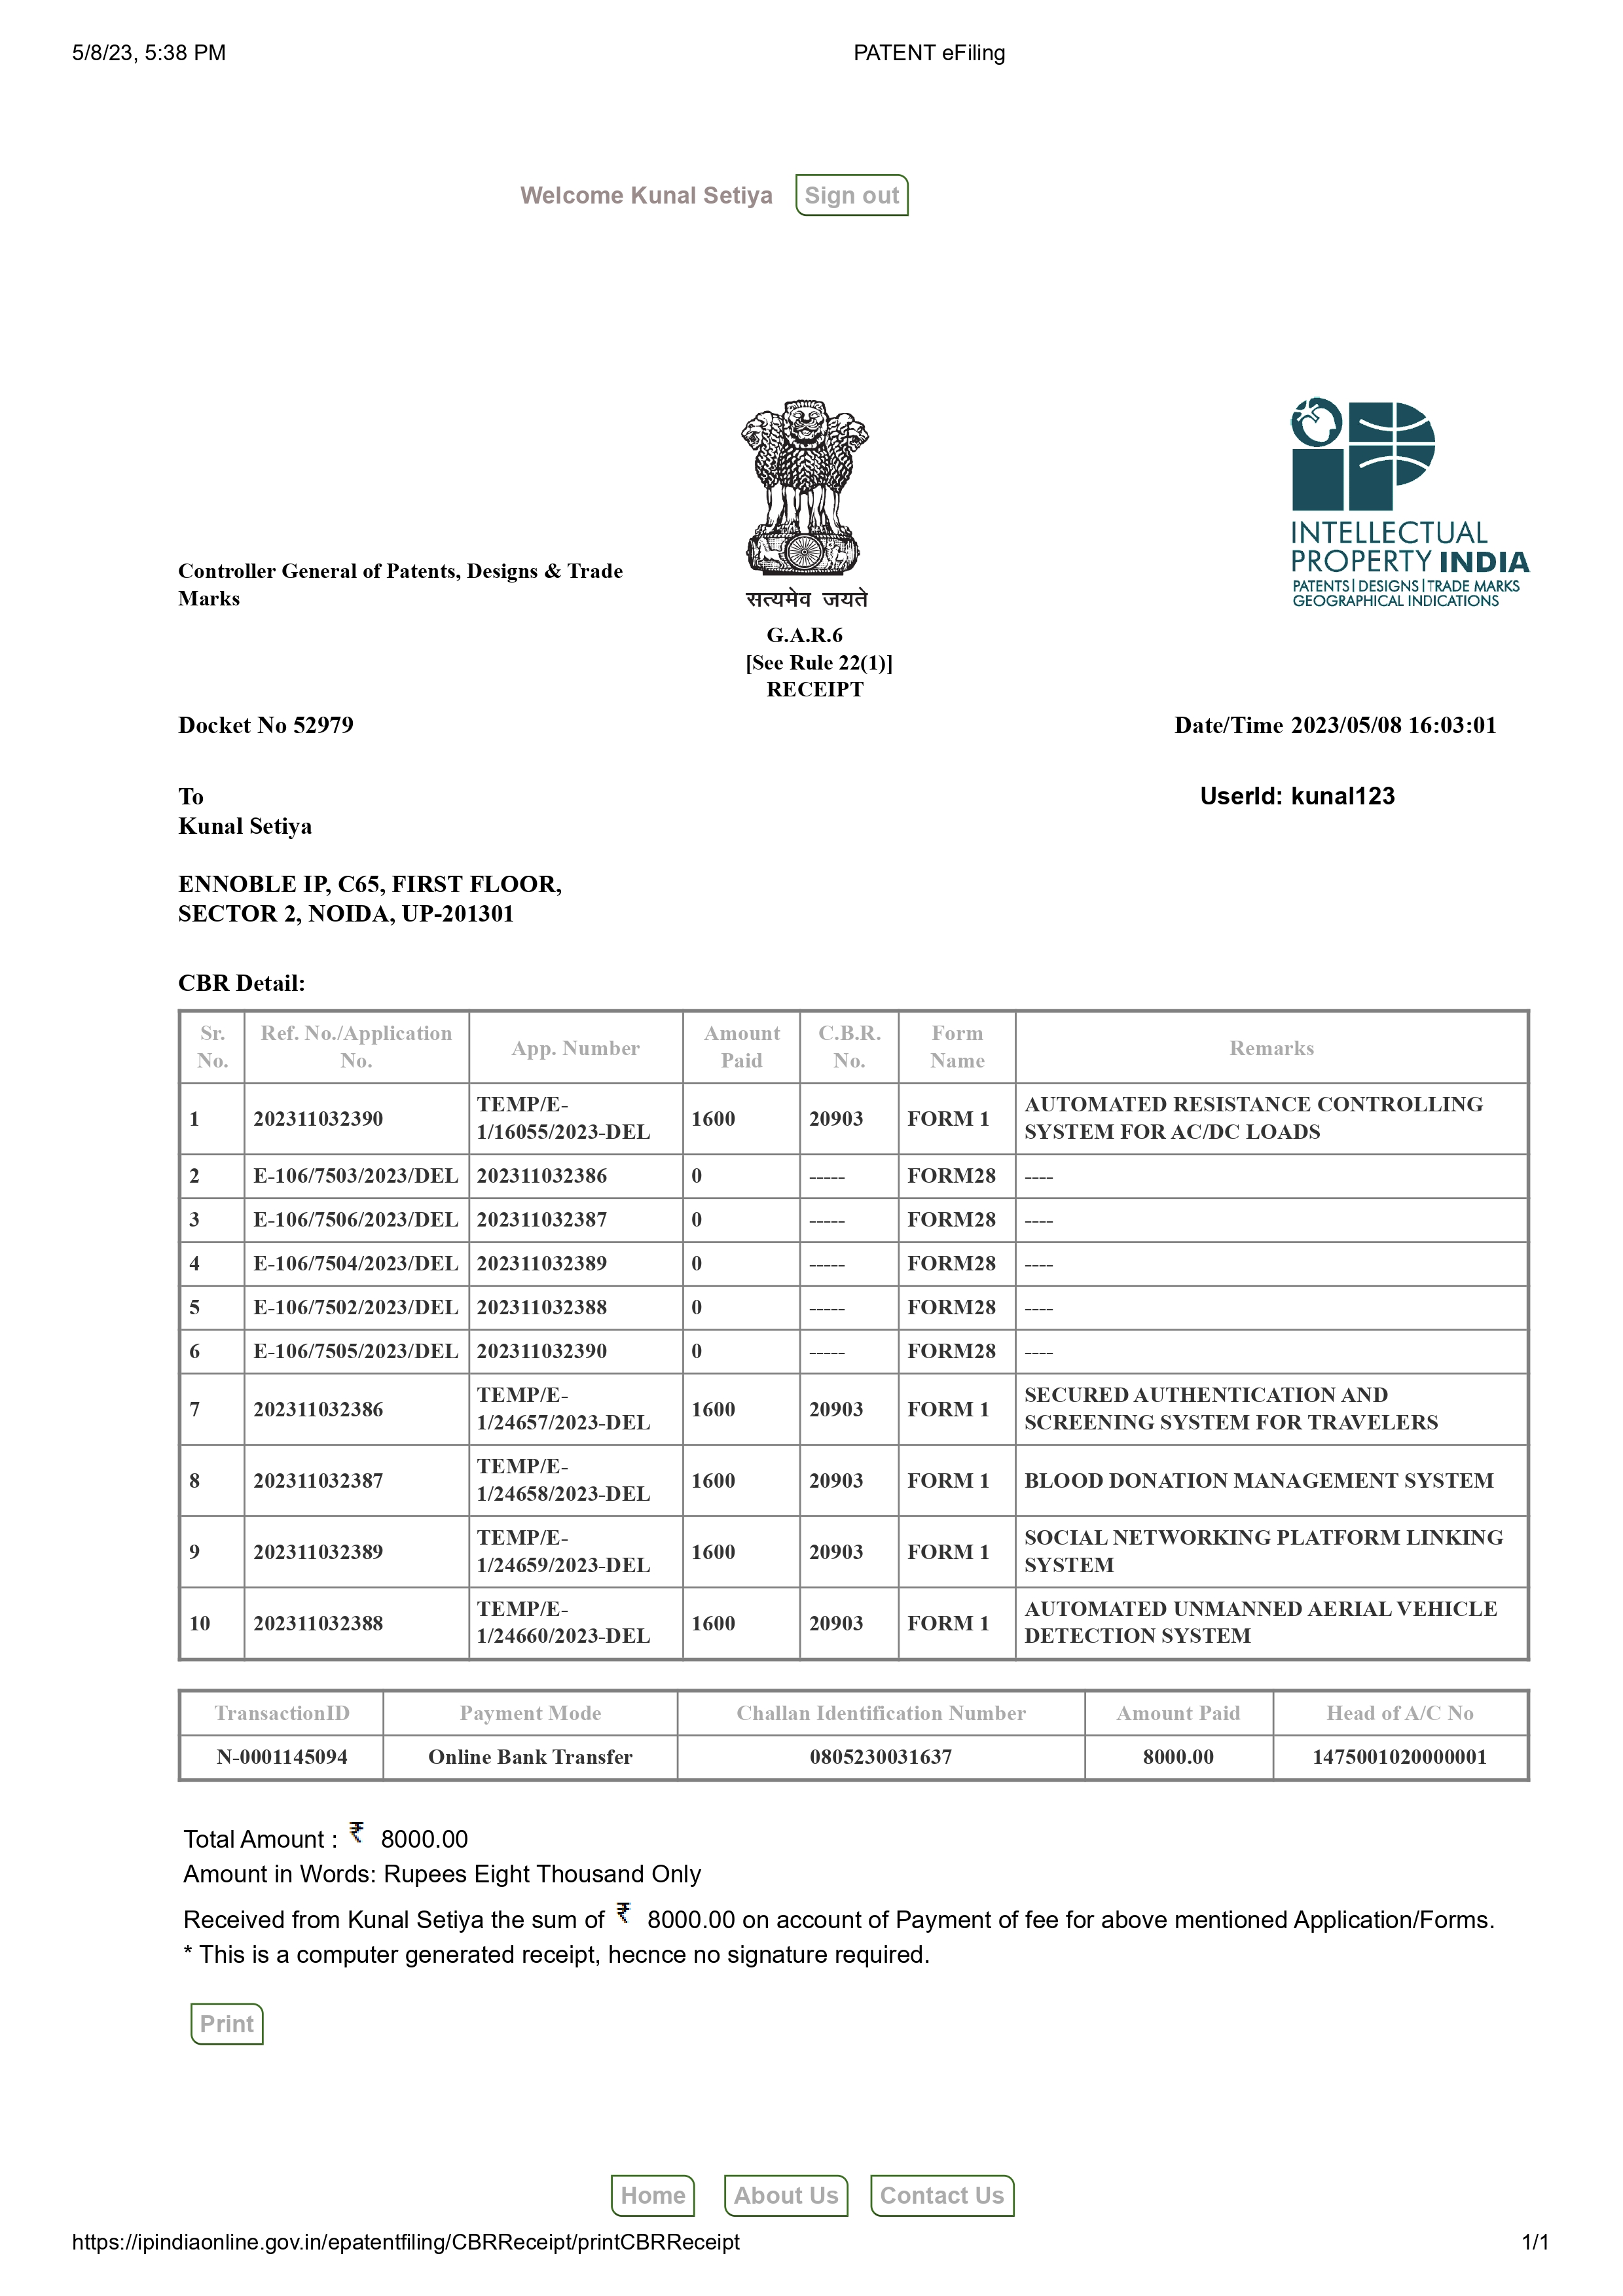 5/8/23, 5:38 PM PATENT eFiling
Welcome Kunal Setiya Sign out
INTELLECTUAL
PROPERTY INDIA
PATENTS | DESIGNS | TRADE MARKS
GEOGRAPHICAL INDICATIONS
Controller General of Patents, Designs & Trade
Marks
सत्यमेव जयते
G.A.R.6
[See Rule 22(1)]
RECEIPT
Docket No 52979 Date/Time 2023/05/08 16:03:01
To UserId: kunal123
Kunal Setiya
ENNOBLE IP, C65, FIRST FLOOR,
SECTOR 2, NOIDA, UP-201301
CBR Detail:
Sr. No. Ref. No./Application No. App. Number Amount Paid C.B.R. No. Form Name Remarks
1 202311032390 TEMP/E-1/16055/2023-DEL 1600 20903 FORM 1 AUTOMATED RESISTANCE CONTROLLING SYSTEM FOR AC/DC LOADS
2 E-106/7503/2023/DEL 202311032386 0 ----- FORM28 ----
3 E-106/7506/2023/DEL 202311032387 0 ----- FORM28 ----
4 E-106/7504/2023/DEL 202311032389 0 ----- FORM28 ----
5 E-106/7502/2023/DEL 202311032388 0 ----- FORM28 ----
6 E-106/7505/2023/DEL 202311032390 0 ----- FORM28 ----
7 202311032386 TEMP/E-1/24657/2023-DEL 1600 20903 FORM 1 SECURED AUTHENTICATION AND SCREENING SYSTEM FOR TRAVELERS
8 202311032387 TEMP/E-1/24658/2023-DEL 1600 20903 FORM 1 BLOOD DONATION MANAGEMENT SYSTEM
9 202311032389 TEMP/E-1/24659/2023-DEL 1600 20903 FORM 1 SOCIAL NETWORKING PLATFORM LINKING SYSTEM
10 202311032388 TEMP/E-1/24660/2023-DEL 1600 20903 FORM 1 AUTOMATED UNMANNED AERIAL VEHICLE DETECTION SYSTEM
TransactionID Payment Mode Challan Identification Number Amount Paid Head of A/C No
N-0001145094 Online Bank Transfer 0805230031637 8000.00 1475001020000001
Total Amount : ₹ 8000.00
Amount in Words: Rupees Eight Thousand Only
Received from Kunal Setiya the sum of ₹ 8000.00 on account of Payment of fee for above mentioned Application/Forms.
* This is a computer generated receipt, hecnce no signature required.
Print
Home About Us Contact Us
https://ipindiaonline.gov.in/epatentfiling/CBRReceipt/printCBRReceipt 1/1